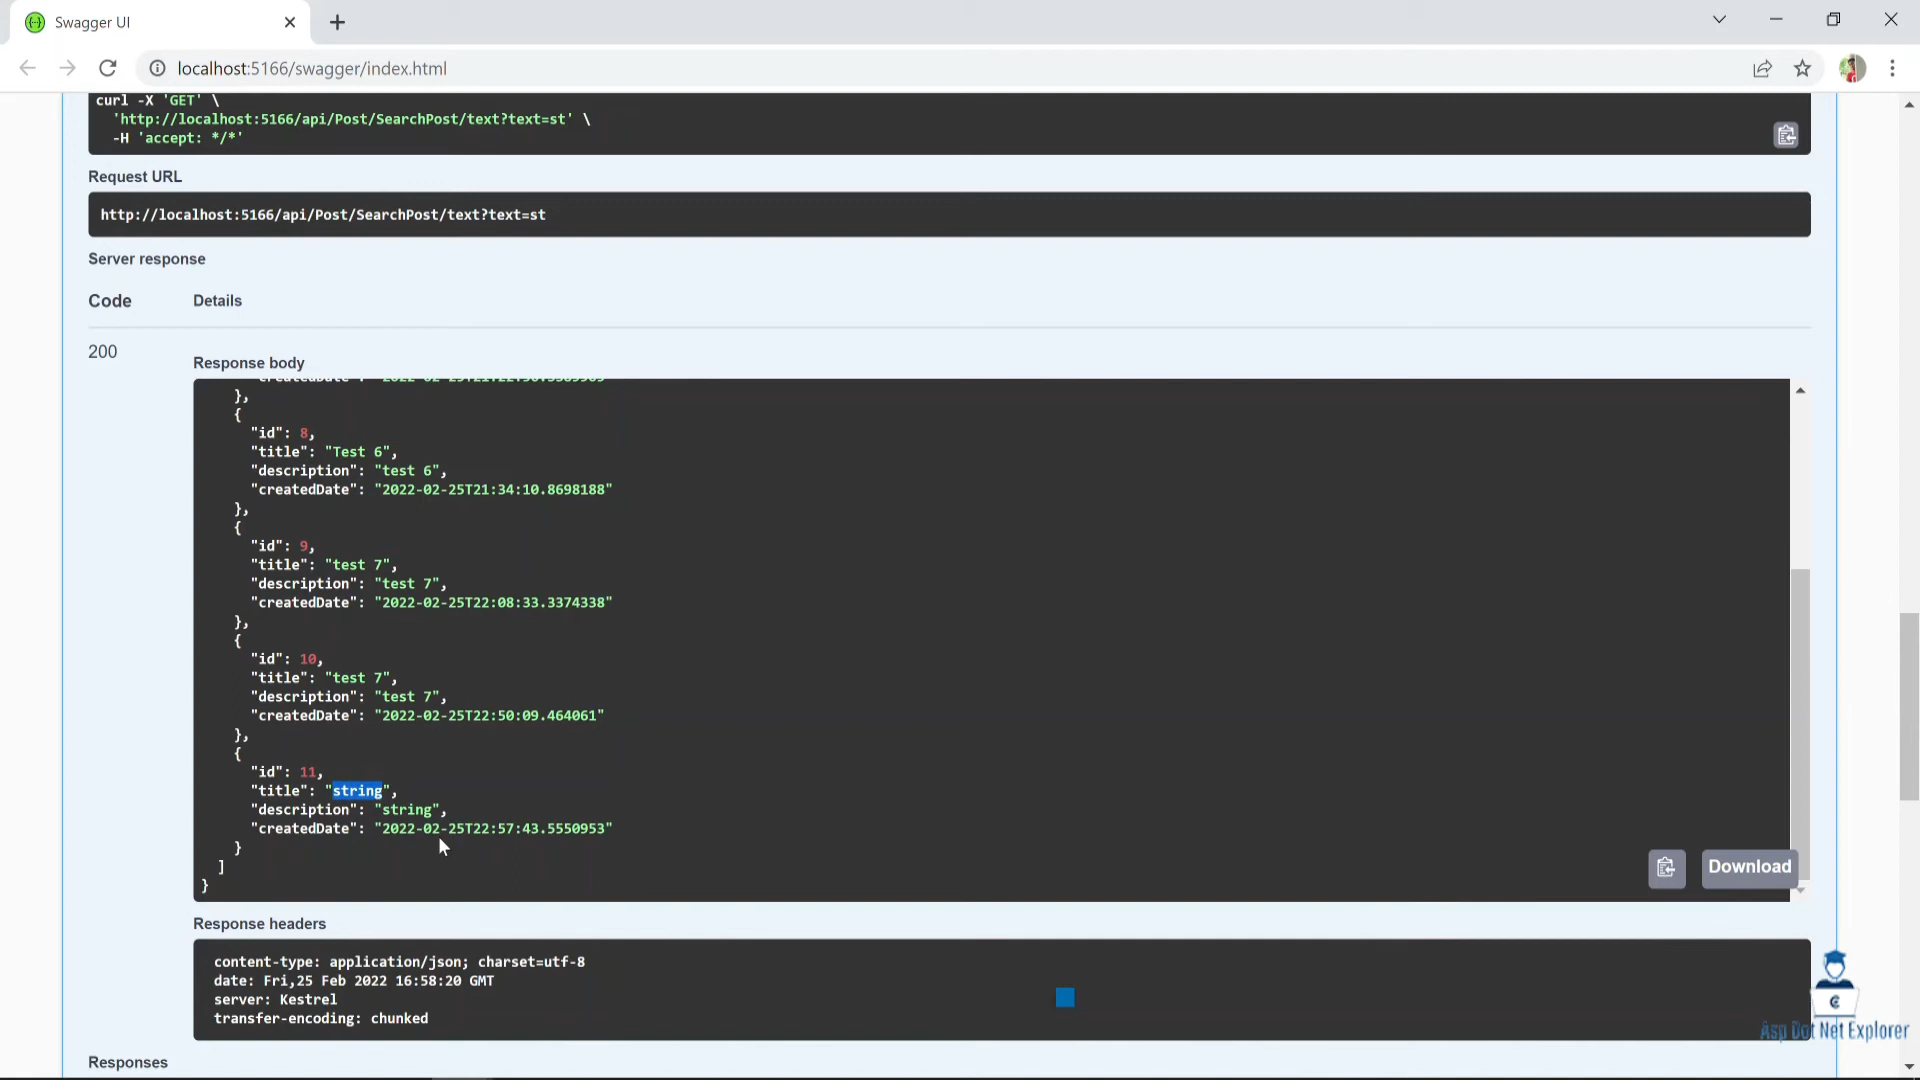 Swagger UI
localhost:5166/swagger/index.html
curl -X 'GET' \
'http://localhost:5166/api/Post/SearchPost/text?text=st' \
-H 'accept: */*'
Request URL
http://localhost:5166/api/Post/SearchPost/text?text=st
Server response
Code Details
200
Response body
},
{
"id": 8,
"title": "Test 6",
"description": "test 6",
"createdDate": "2022-02-25T21:34:10.8698188"
},
{
"id": 9,
"title": "test 7",
"description": "test 7",
"createdDate": "2022-02-25T22:08:33.3374338"
},
{
"id": 10,
"title": "test 7",
"description": "test 7",
"createdDate": "2022-02-25T22:50:09.464061"
},
{
"id": 11,
"title": "string",
"description": "string",
"createdDate": "2022-02-25T22:57:43.5550953"
}
]
}
Download
Response headers
content-type: application/json; charset=utf-8
date: Fri,25 Feb 2022 16:58:20 GMT
server: Kestrel
transfer-encoding: chunked
Asp Dot Net Explorer
Responses